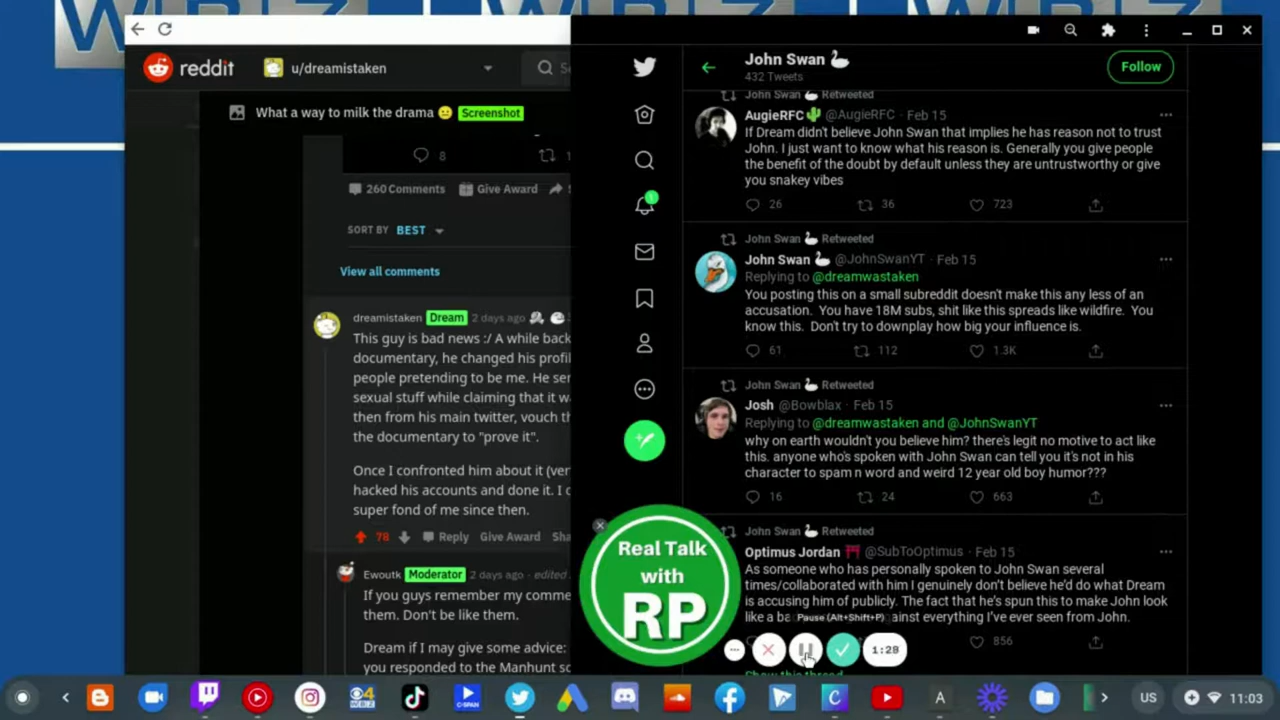 reddit
u/dreamistaken
What a way to milk the drama 😐 Screenshot
8
260 Comments Give Award
SORT BY BEST
View all comments
dreamistaken Dream 2 days ago
This guy is bad news :/ A while back
documentary, he changed his profil
people pretending to be me. He ser
sexual stuff while claiming that it wa
then from his main twitter, vouch th
the documentary to "prove it".
Once I confronted him about it (ver
hacked his accounts and done it. I c
super fond of me since then.
78 Reply Give Award Sha
Ewoutk Moderator 2 days ago · edited
If you guys remember my comme
them. Don't be like them.
Dream if I may give some advice:
you responded to the Manhunt sc
John Swan 🦢
432 Tweets
Follow
1
John Swan 🦢 Retweeted
AugieRFC 🌵 @AugieRFC · Feb 15
If Dream didn't believe John Swan that implies he has reason not to trust
John. I just want to know what his reason is. Generally you give people
the benefit of the doubt by default unless they are untrustworthy or give
you snakey vibes
26 36 723
John Swan 🦢 Retweeted
John Swan 🦢 @JohnSwanYT · Feb 15
Replying to @dreamwastaken
You posting this on a small subreddit doesn't make this any less of an
accusation. You have 18M subs, shit like this spreads like wildfire. You
know this. Don't try to downplay how big your influence is.
61 112 1.3K
John Swan 🦢 Retweeted
Josh @Bowblax · Feb 15
Replying to @dreamwastaken and @JohnSwanYT
why on earth wouldn't you believe him? there's legit no motive to act like
this. anyone who's spoken with John Swan can tell you it's not in his
character to spam n word and weird 12 year old boy humor???
16 24 663
John Swan 🦢 Retweeted
Optimus Jordan ⛩ @SubToOptimus · Feb 15
As someone who has personally spoken to John Swan several
times/collaborated with him I genuinely don't believe he'd do what Dream
is accusing him of publicly. The fact that he's spun this to make John look
like a ba ainst everything I've ever seen from John.
Pause (Alt+Shift+P)
856
Show this thread
Real Talk
with
RP
1:28
CBS 4
WBZ
C-SPAN
US
11:03